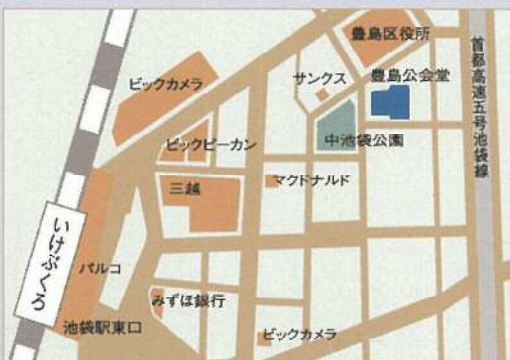 豊島区役所
首都高速五号池袋線
サンクス
豊島公会堂
ビックカメラ
中池袋公園
ビックピーカン
三越
マクドナルド
いけぶくろ
パルコ
みずほ銀行
池袋駅東口
ビックカメラ